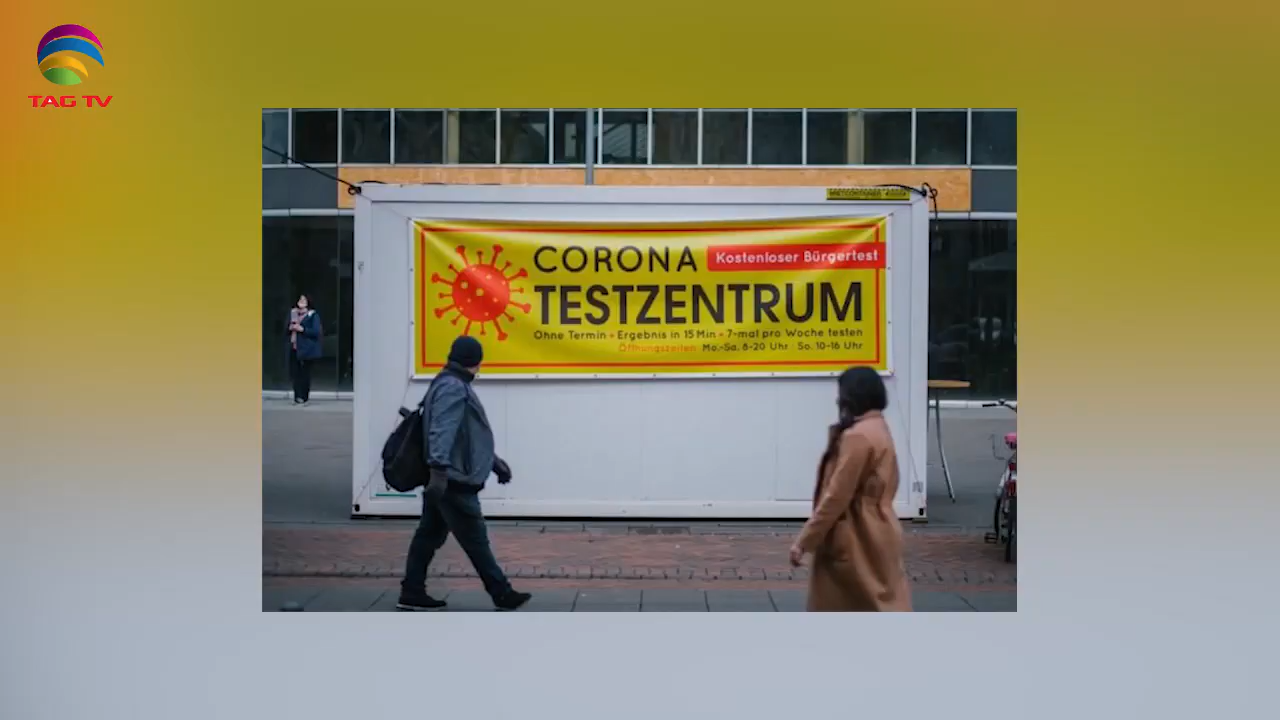 TAG TV
CORONA
Kostenloser Bürgertest
TESTZENTRUM
Ohne Termin • Ergebnis in 15 Min • 7-mal pro Woche testen
Öffnungszeiten: Mo.-Sa. 8-20 Uhr · So. 10-16 Uhr